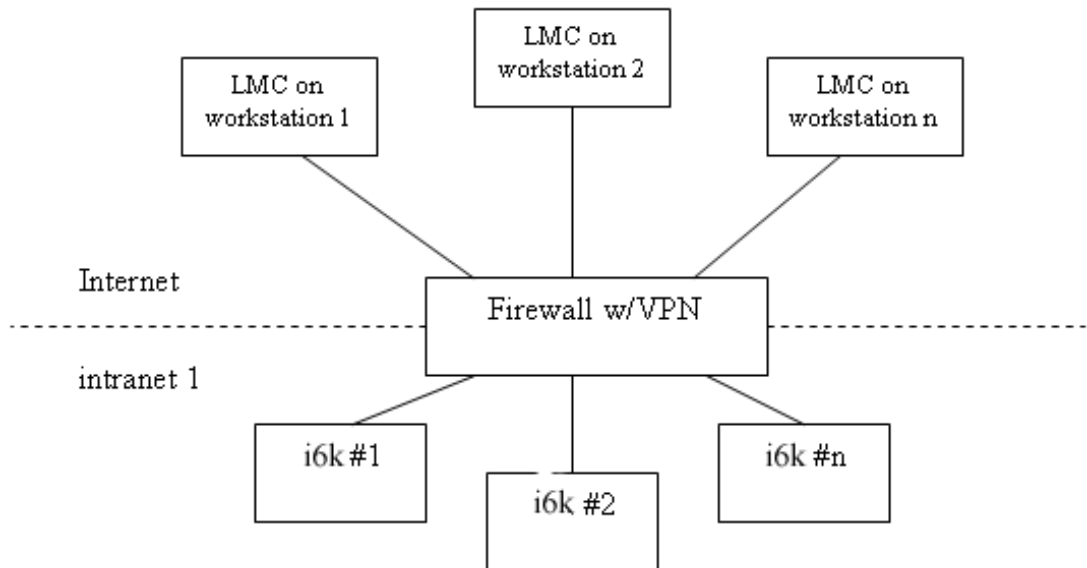 LMC on
workstation 1
LMC on
workstation 2
LMC on
workstation n
Internet
Firewall w/VPN
intranet 1
i6k #1
i6k #2
i6k #n